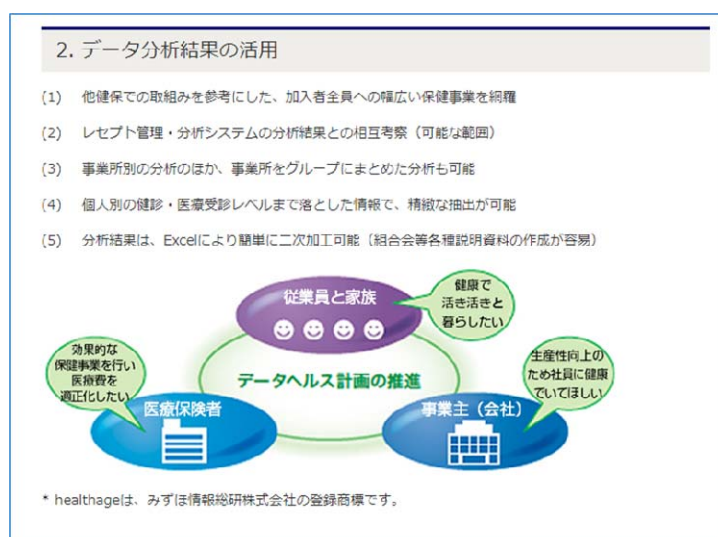 2. データ分析結果の活用
(1) 他健保での取組みを参考にした、加入者全員への幅広い保健事業を網羅
(2) レセプト管理・分析システムの分析結果との相互考察（可能な範囲）
(3) 事業所別の分析のほか、事業所をグループにまとめた分析も可能
(4) 個人別の健診・医療受診レベルまで落とした情報で、精緻な抽出が可能
(5) 分析結果は、Excelにより簡単に二次加工可能（組合会等各種説明資料の作成が容易）
従業員と家族
健康で
活き活きと
暮らしたい
効果的な
保健事業を行い
医療費を
適正化したい
データヘルス計画の推進
生産性向上の
ため社員に健康
でいてほしい
医療保険者
事業主（会社）
* healthageは、みずほ情報総研株式会社の登録商標です。